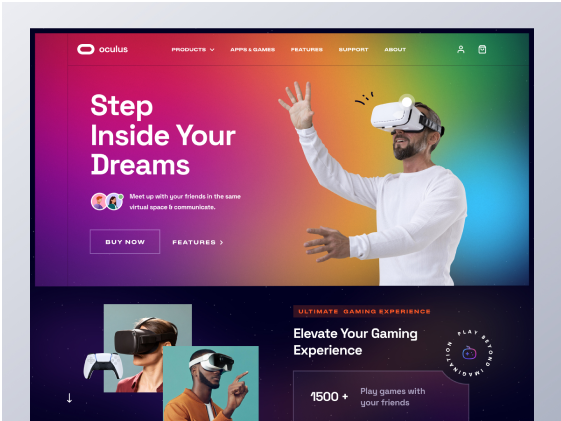 oculus
PRODUCTS
APPS & GAMES
FEATURES
SUPPORT
ABOUT
Step
Inside Your
Dreams
Meet up with your friends in the same
virtual space & communicate.
BUY NOW
FEATURES >
ULTIMATE GAMING EXPERIENCE
Elevate Your Gaming
Experience
PLAY BEYOND IMAGINATION
1500 +
Play games with
your friends